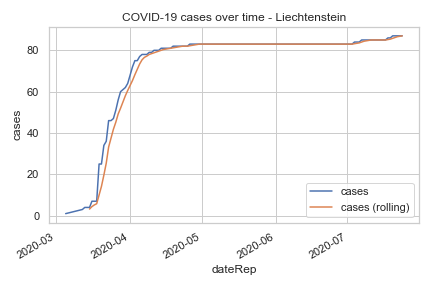 COVID-19 cases over time - Liechtenstein
80
60
40
20
0
cases
2020-03
2020-04
2020-05
2020-06
2020-07
dateRep
cases
cases (rolling)